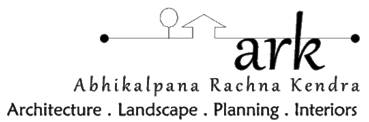 ark
Abhikalpana Rachna Kendra
Architecture . Landscape . Planning . Interiors